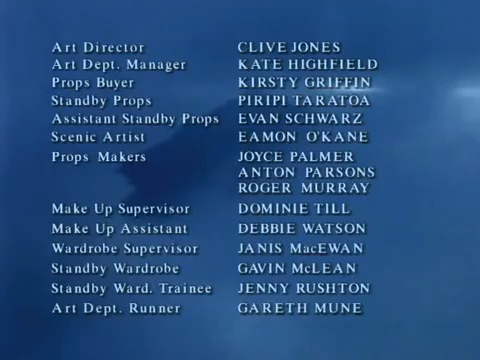 Art Director CLIVE JONES
Art Dept. Manager KATE HIGHFIELD
Props Buyer KIRSTY GRIFFIN
Standby Props PIRIPI TARATOA
Assistant Standby Props EVAN SCHWARZ
Scenic Artist EAMON O'KANE
Props Makers JOYCE PALMER
ANTON PARSONS
ROGER MURRAY
Make Up Supervisor DOMINIE TILL
Make Up Assistant DEBBIE WATSON
Wardrobe Supervisor JANIS MacEWAN
Standby Wardrobe GAVIN McLEAN
Standby Ward. Trainee JENNY RUSHTON
Art Dept. Runner GARETH MUNE